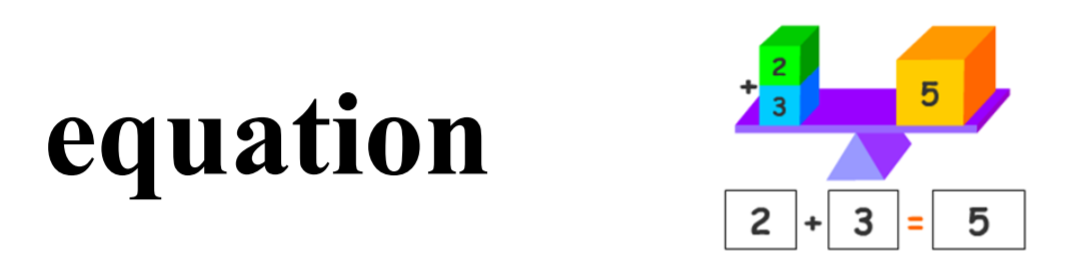 equation
2
+
3
5
2 + 3 = 5